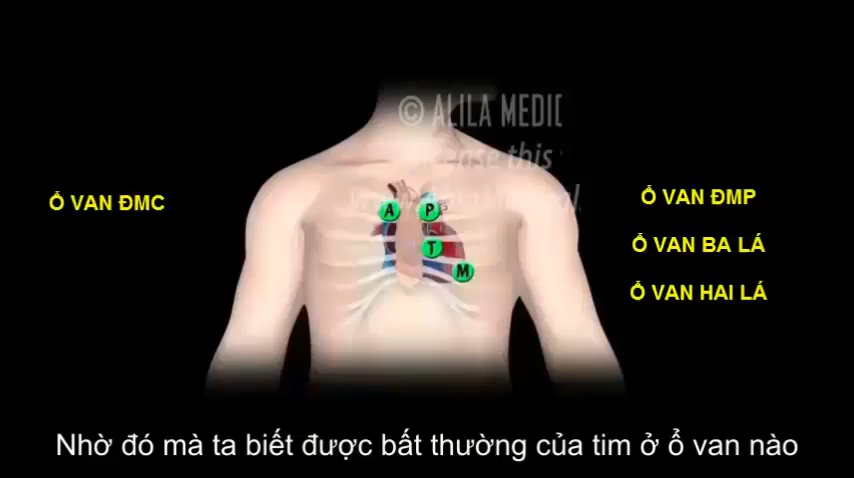 © ALILA MEDIC
this
Ổ VAN ĐMC
Ổ VAN ĐMP
A
P
Ổ VAN BA LÁ
T
M
Ổ VAN HAI LÁ
Nhờ đó mà ta biết được bất thường của tim ở ổ van nào